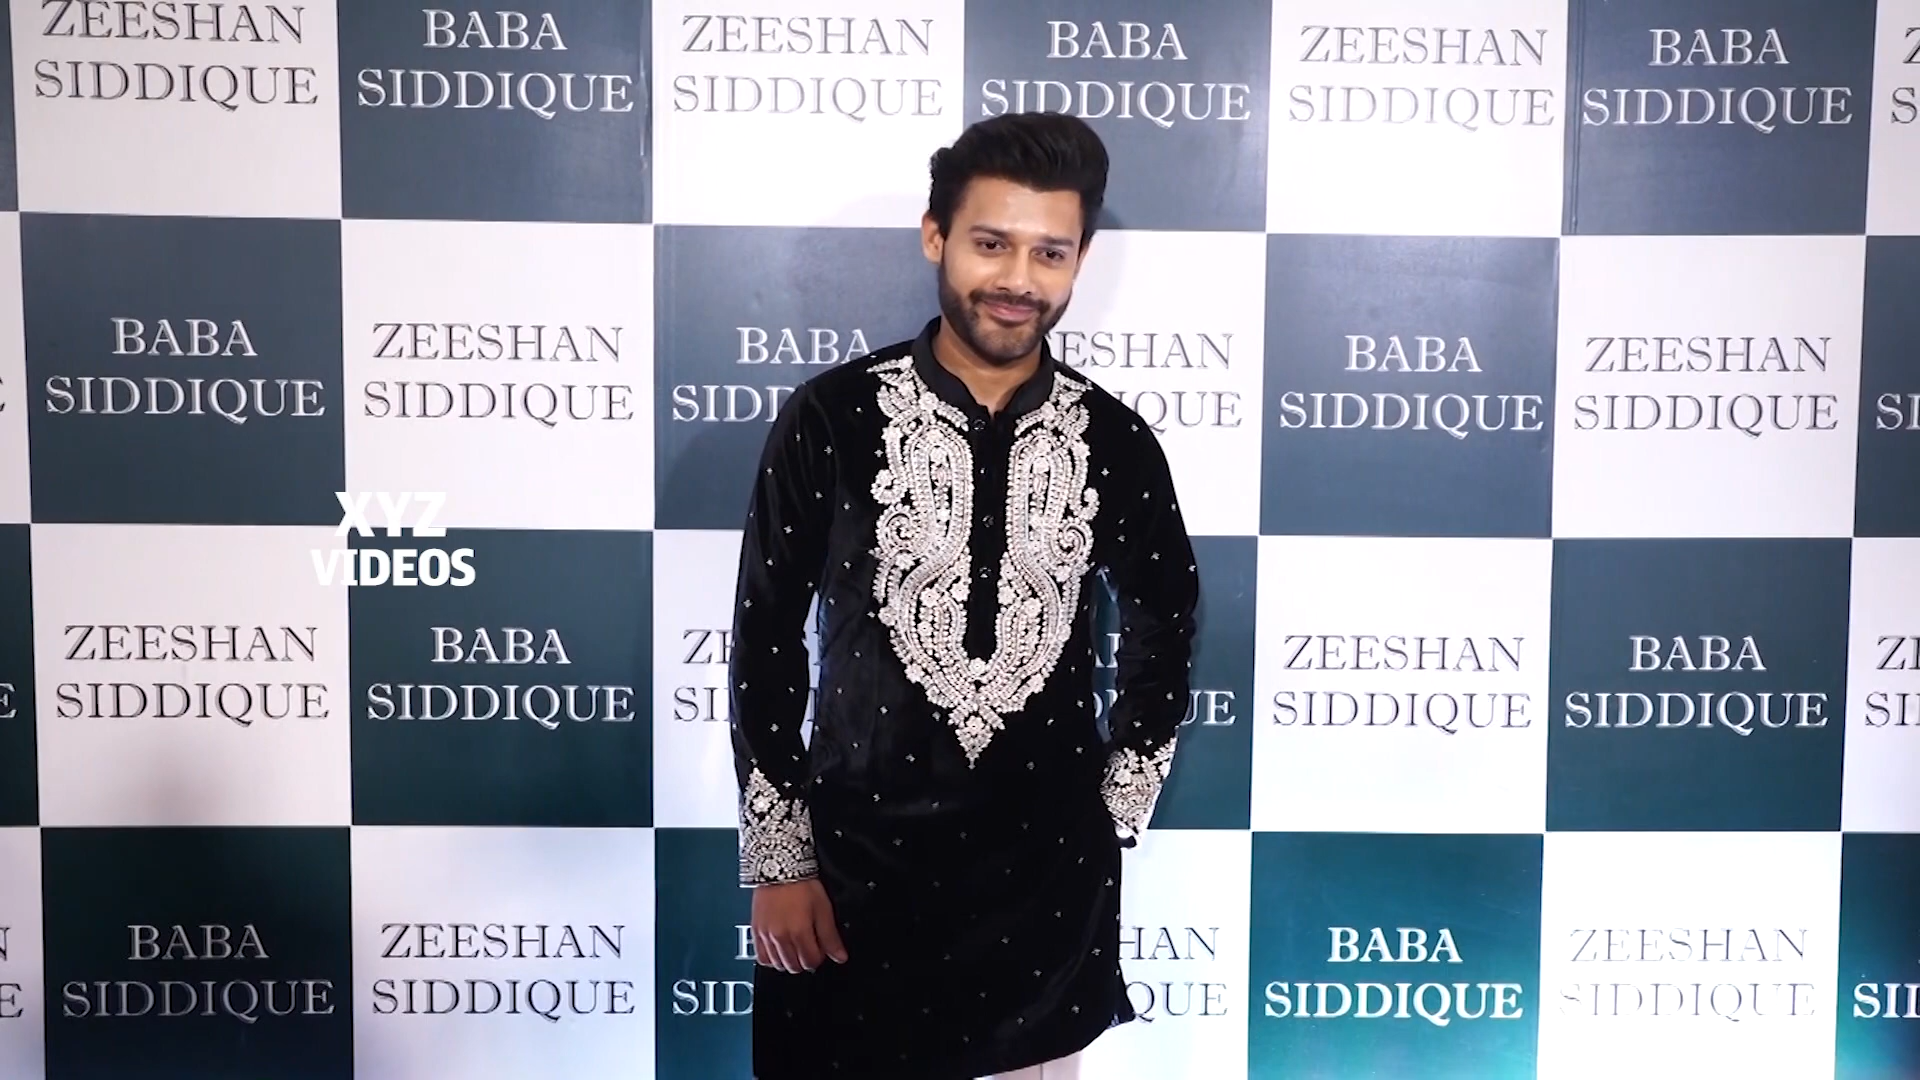 ZEESHAN BABA ZEESHAN BABA ZEESHAN BABA
SIDDIQUE SIDDIQUE SIDDIQUE SIDDIQUE SIDDIQUE SIDDIQUE
BABA ZEESHAN BABA BABA ZEESHAN
SIDDIQUE SIDDIQUE SIDDIQUE SIDDIQUE
XYZ
VIDEOS
ZEESHAN BABA ZEESHAN BABA
SIDDIQUE SIDDIQUE SIDDIQUE SIDDIQUE
BABA ZEESHAN BABA ZEESHAN
SIDDIQUE SIDDIQUE SIDDIQUE SIDDIQUE